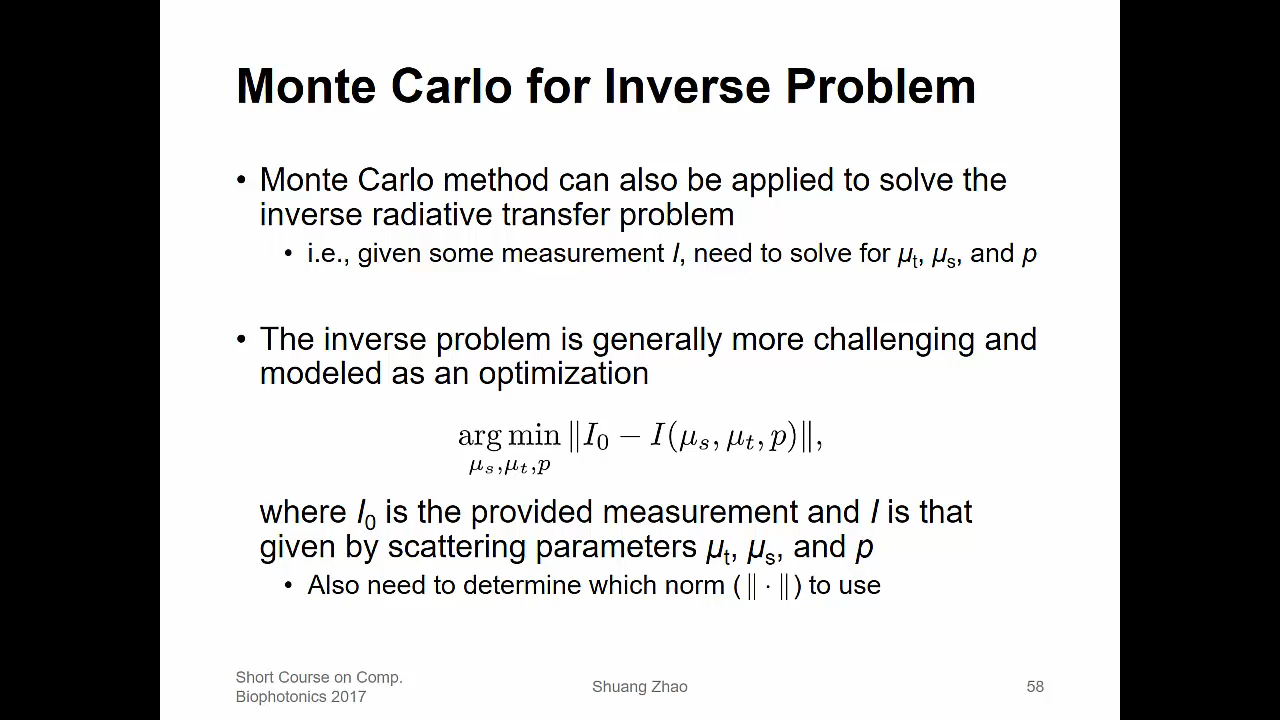 Monte Carlo for Inverse Problem
• Monte Carlo method can also be applied to solve the
inverse radiative transfer problem
• i.e., given some measurement I, need to solve for μt, μs, and p
• The inverse problem is generally more challenging and
modeled as an optimization
arg min ‖I₀ − I(μₛ, μₜ, p)‖,
μₛ,μₜ,p
where I₀ is the provided measurement and I is that
given by scattering parameters μt, μs, and p
• Also need to determine which norm (‖ · ‖) to use
Short Course on Comp.
Biophotonics 2017
Shuang Zhao
58